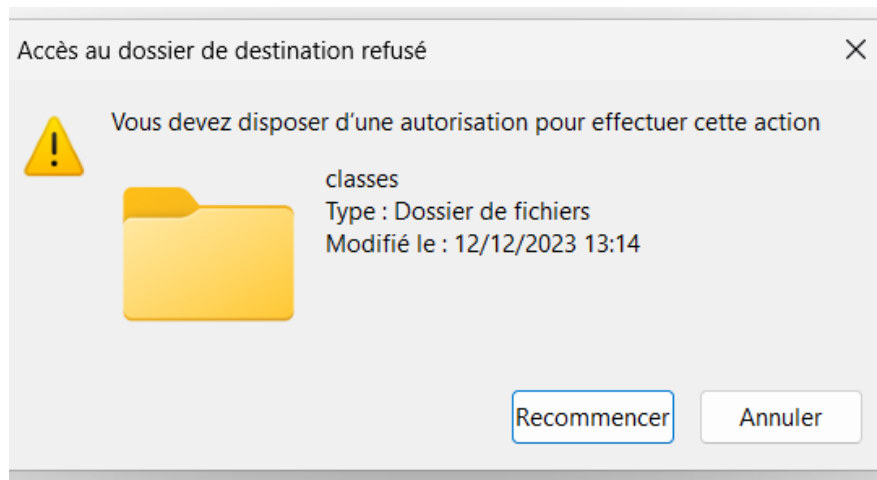 Accès au dossier de destination refusé
Vous devez disposer d’une autorisation pour effectuer cette action
classes
Type : Dossier de fichiers
Modifié le : 12/12/2023 13:14
Recommencer
Annuler